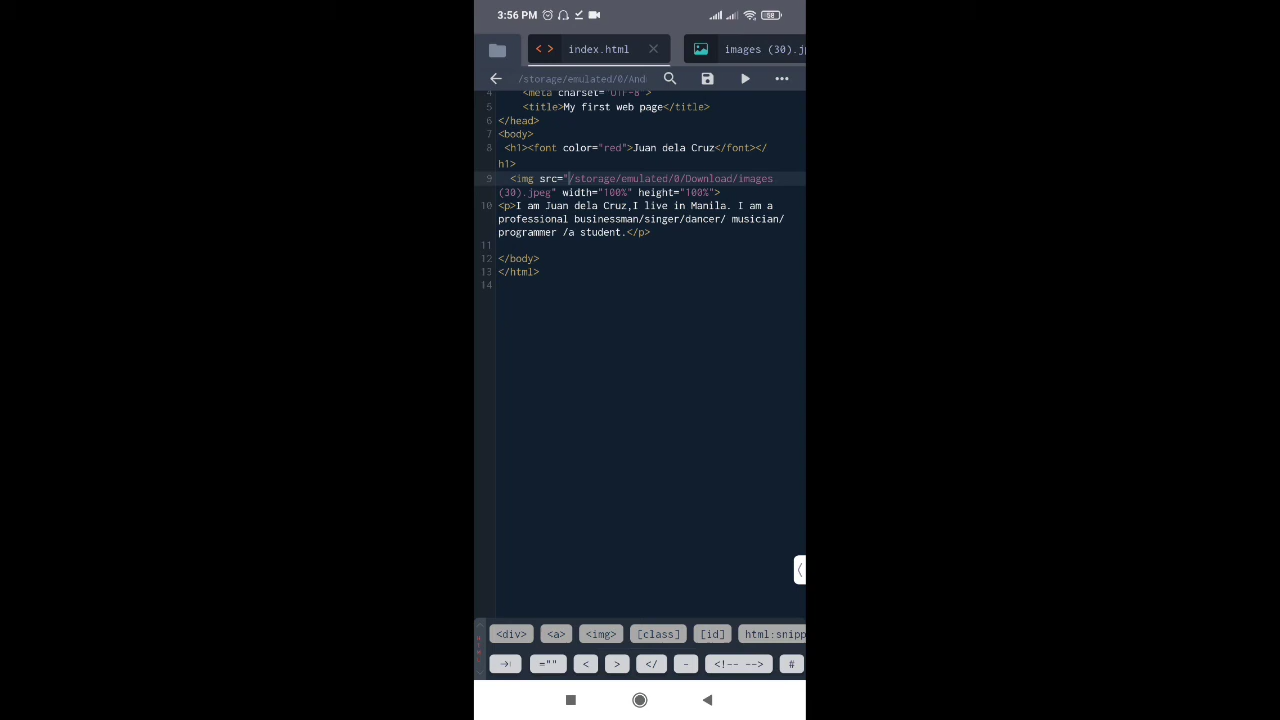 3:56 PM 58
index.html images (30).jp
/storage/emulated/0/And
4 <meta charset="UTF-8">
5 <title>My first web page</title>
6 </head>
7 <body>
8 <h1><font color="red">Juan dela Cruz</font></
h1>
9 <img src="/storage/emulated/0/Download/images
(30).jpeg" width="100%" height="100%">
10 <p>I am Juan dela Cruz,I live in Manila. I am a
professional businessman/singer/dancer/ musician/
programmer /a student.</p>
11
12 </body>
13 </html>
14
<div> <a> <img> [class] [id] html:snipp
="" < > </ - <!-- --> #
HTML